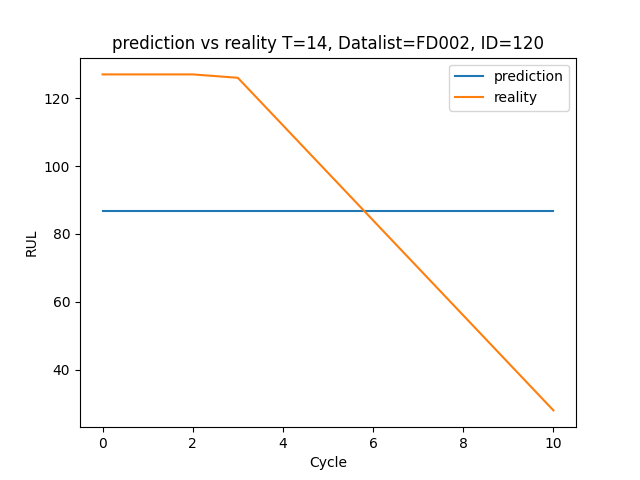 prediction vs reality T=14, Datalist=FD002, ID=120
prediction
reality
120
100
80
60
40
RUL
0 2 4 6 8 10
Cycle